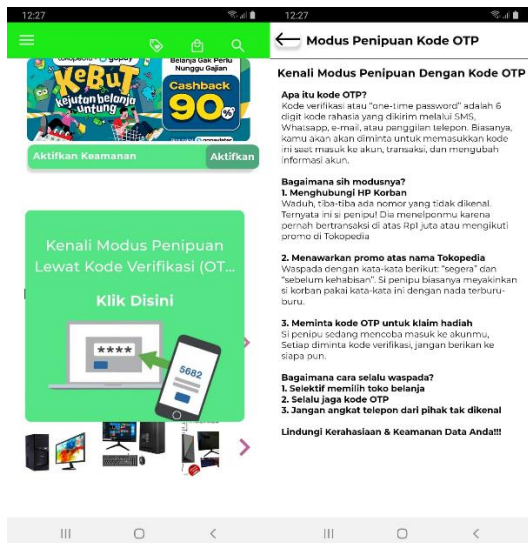 12:27
tokopedia gopay
KeBUT
kejutan belanja
untung
Belanja Gak Perlu
Nunggu Gajian
Cashback
90%
Aktifkan Keamanan
Aktifkan
Kenali Modus Penipuan
Lewat Kode Verifikasi (OT...
Klik Disini
****
5682
12:27
Modus Penipuan Kode OTP
Kenali Modus Penipuan Dengan Kode OTP
Apa itu kode OTP?
Kode verifikasi atau "one-time password" adalah 6
digit kode rahasia yang dikirim melalui SMS,
Whatsapp, e-mail, atau panggilan telepon. Biasanya,
kamu akan akan diminta untuk memasukkan kode
ini saat masuk ke akun, transaksi, dan mengubah
informasi akun.
Bagaimana sih modusnya?
1. Menghubungi HP Korban
Waduh, tiba-tiba ada nomor yang tidak dikenal.
Ternyata ini si penipu! Dia menelponmu karena
pernah bertransaksi di atas Rp1 juta atau mengikuti
promo di Tokopedia
2. Menawarkan promo atas nama Tokopedia
Waspada dengan kata-kata berikut: "segera" dan
"sebelum kehabisan". Si penipu biasanya meyakinkan
si korban pakai kata-kata ini dengan nada terburu-
buru.
3. Meminta kode OTP untuk klaim hadiah
Si penipu sedang mencoba masuk ke akunmu,
Setiap diminta kode verifikasi, jangan berikan ke
siapa pun.
Bagaimana cara selalu waspada?
1. Selektif memilih toko belanja
2. Selalu jaga kode OTP
3. Jangan angkat telepon dari pihak tak dikenal
Lindungi Kerahasiaan & Keamanan Data Anda!!!